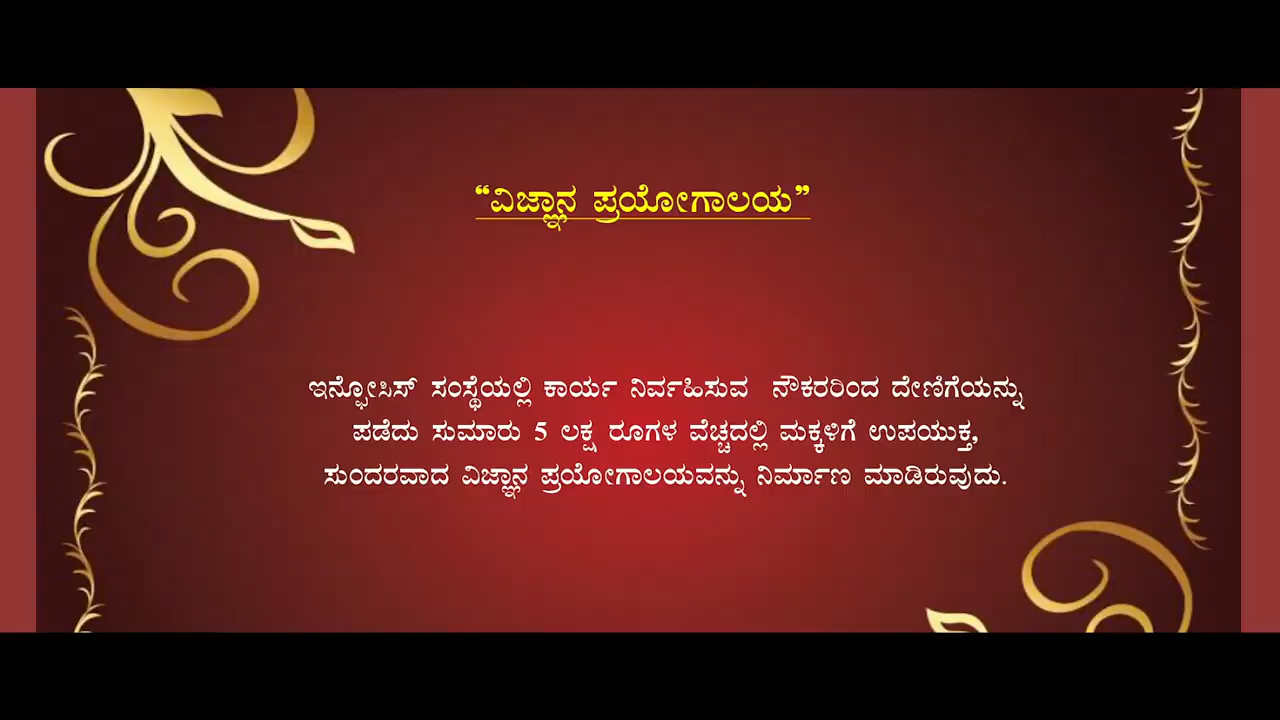 “ವಿಜ್ಞಾನ ಪ್ರಯೋಗಾಲಯ”
ಇನ್ಫೋಸಿಸ್ ಸಂಸ್ಥೆಯಲ್ಲಿ ಕಾರ್ಯ ನಿರ್ವಹಿಸುವ ನೌಕರರಿಂದ ದೇಣಿಗೆಯನ್ನು
ಪಡೆದು ಸುಮಾರು 5 ಲಕ್ಷ ರೂಗಳ ವೆಚ್ಚದಲ್ಲಿ ಮಕ್ಕಳಿಗೆ ಉಪಯುಕ್ತ,
ಸುಂದರವಾದ ವಿಜ್ಞಾನ ಪ್ರಯೋಗಾಲಯವನ್ನು ನಿರ್ಮಾಣ ಮಾಡಿರುವುದು.